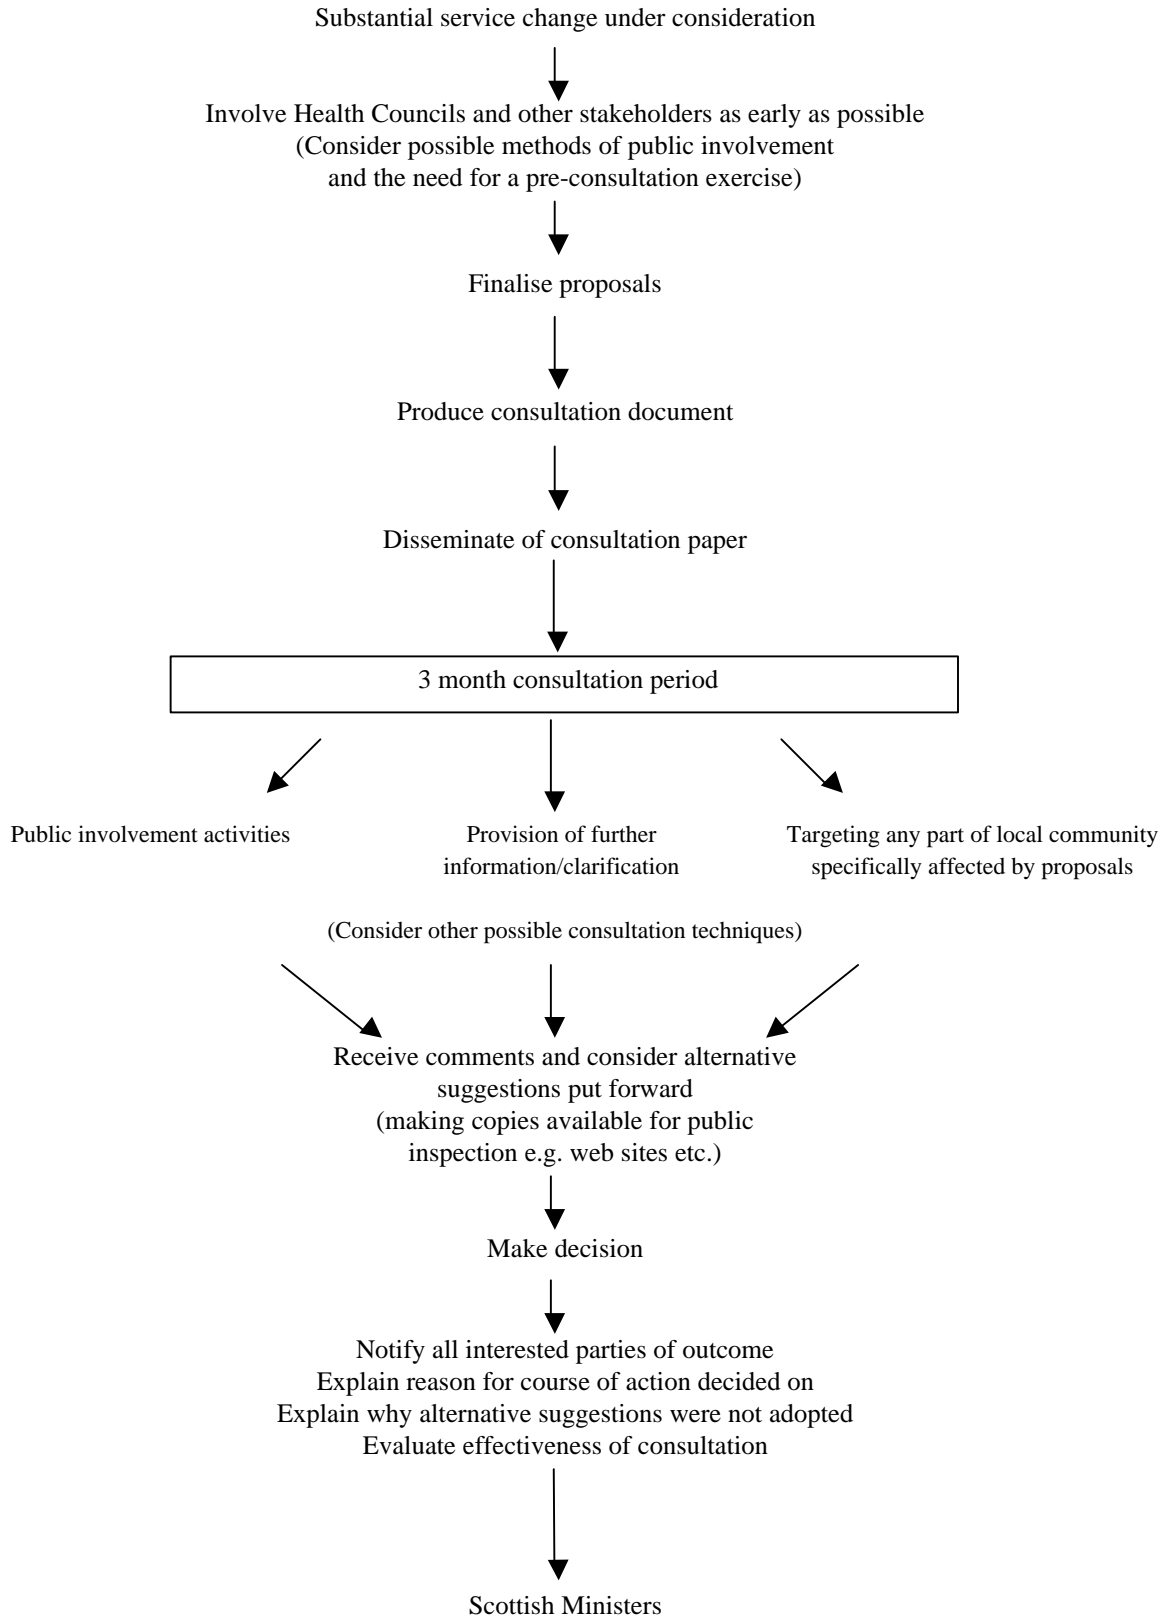 Substantial service change under consideration
Involve Health Councils and other stakeholders as early as possible
(Consider possible methods of public involvement
and the need for a pre-consultation exercise)
Finalise proposals
Produce consultation document
Disseminate of consultation paper
3 month consultation period
Public involvement activities
Provision of further
information/clarification
Targeting any part of local community
specifically affected by proposals
(Consider other possible consultation techniques)
Receive comments and consider alternative
suggestions put forward
(making copies available for public
inspection e.g. web sites etc.)
Make decision
Notify all interested parties of outcome
Explain reason for course of action decided on
Explain why alternative suggestions were not adopted
Evaluate effectiveness of consultation
Scottish Ministers